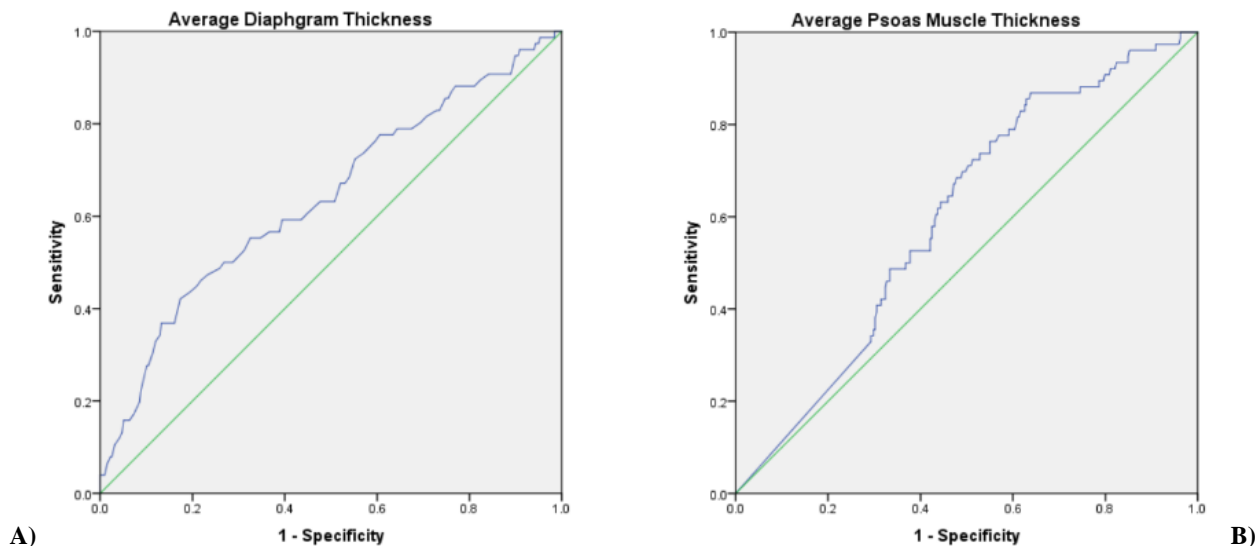 Average Diaphgram Thickness
1.0
0.8
0.6
0.4
0.2
0.0
Sensitivity
0.0 0.2 0.4 0.6 0.8 1.0
1 - Specificity
A)
Average Psoas Muscle Thickness
1.0
0.8
0.6
0.4
0.2
0.0
Sensitivity
0.0 0.2 0.4 0.6 0.8 1.0
1 - Specificity
B)